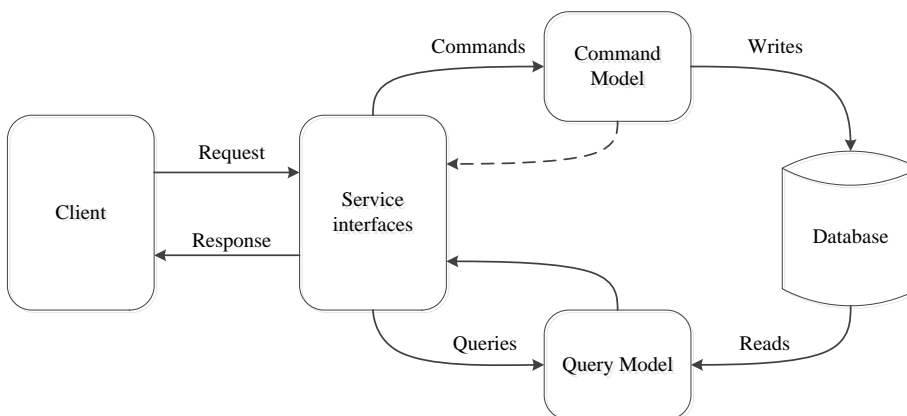 Commands
Command
Model
Writes
Request
Client
Service
interfaces
Response
Database
Queries
Query Model
Reads